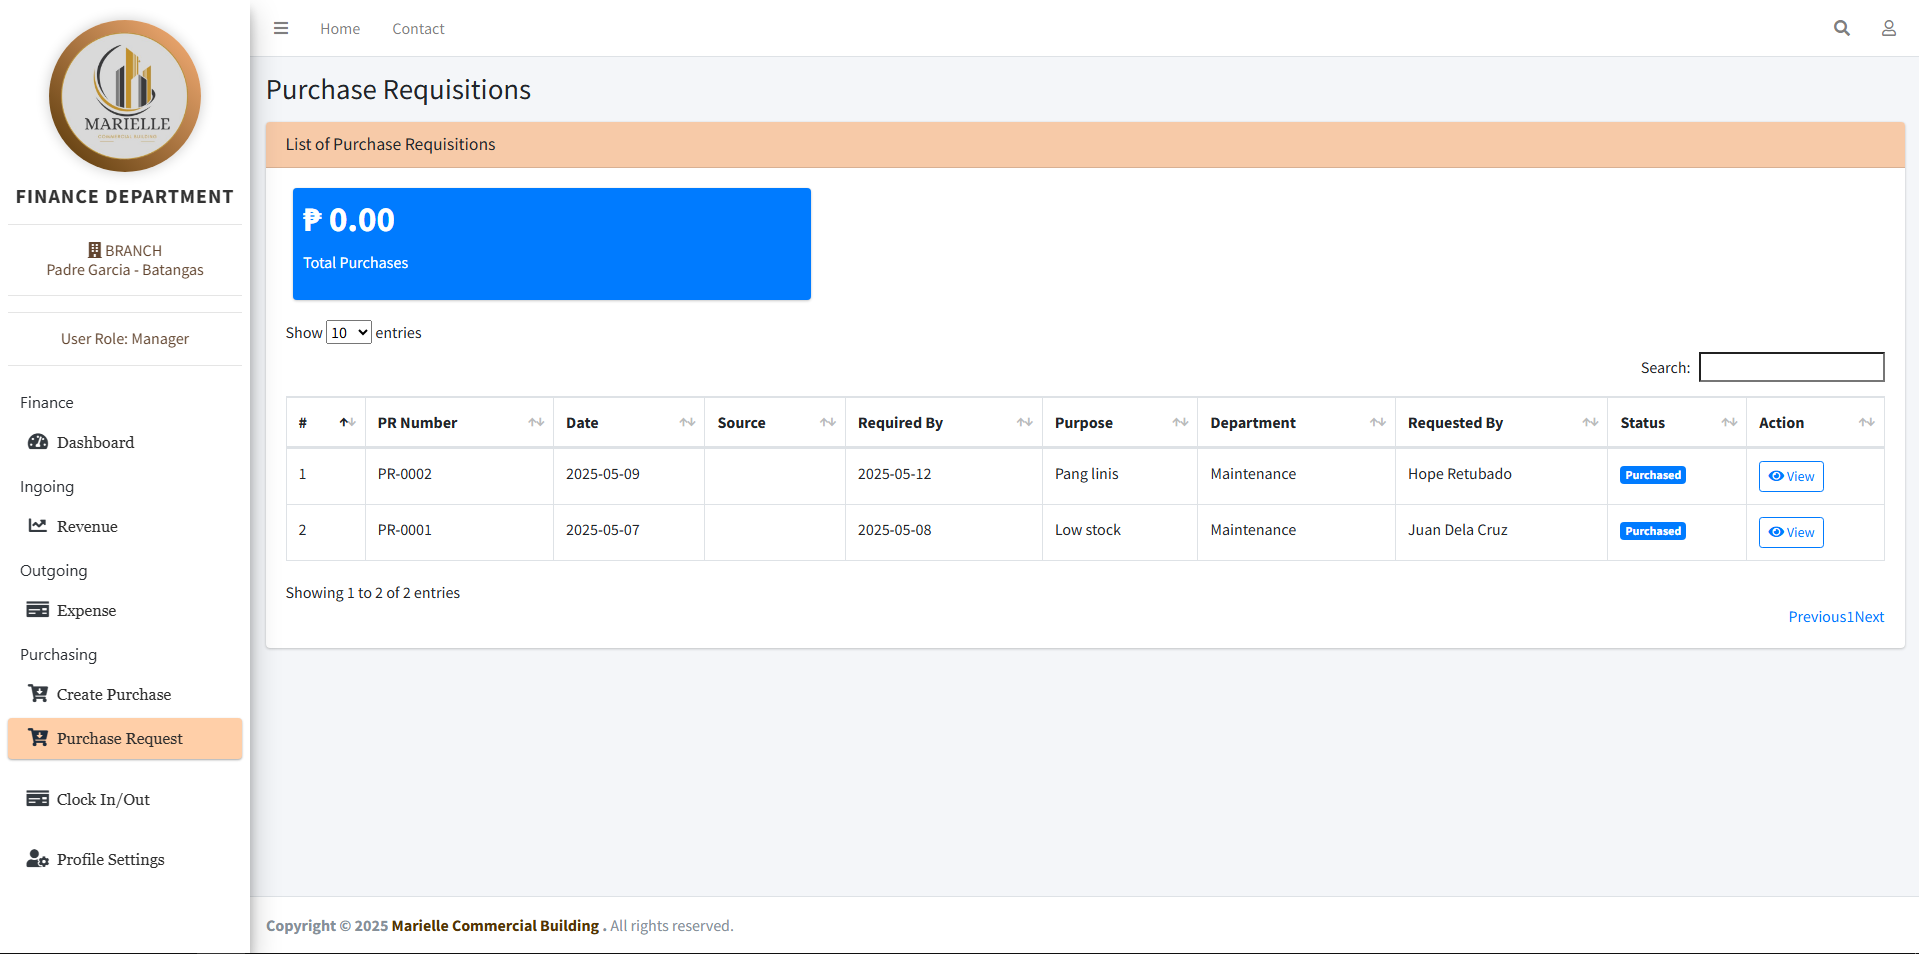 MARIELLE
COMMERCIAL BUILDING
FINANCE DEPARTMENT
BRANCH
Padre Garcia - Batangas
User Role: Manager
Finance
Dashboard
Ingoing
Revenue
Outgoing
Expense
Purchasing
Create Purchase
Purchase Request
Clock In/Out
Profile Settings
Home Contact
Purchase Requisitions
List of Purchase Requisitions
₱ 0.00
Total Purchases
Show 10 entries
Search:
# PR Number Date Source Required By Purpose Department Requested By Status Action
1 PR-0002 2025-05-09 2025-05-12 Pang linis Maintenance Hope Retubado Purchased View
2 PR-0001 2025-05-07 2025-05-08 Low stock Maintenance Juan Dela Cruz Purchased View
Showing 1 to 2 of 2 entries
Previous1Next
Copyright © 2025 Marielle Commercial Building . All rights reserved.